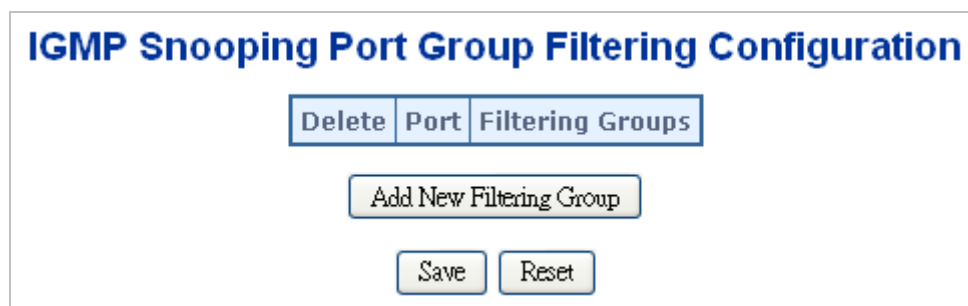 IGMP Snooping Port Group Filtering Configuration
Delete Port Filtering Groups
Add New Filtering Group
Save Reset